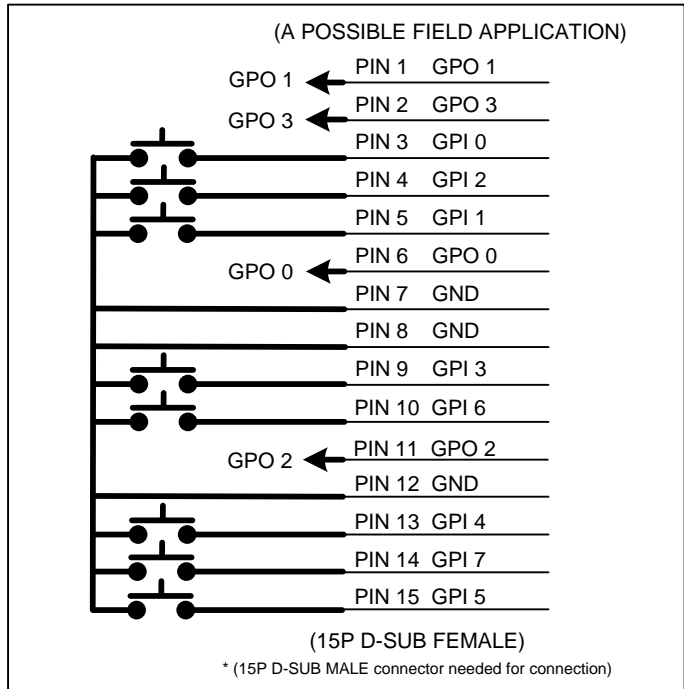 (A POSSIBLE FIELD APPLICATION)
GPO 1 PIN 1 GPO 1
GPO 3 PIN 2 GPO 3
PIN 3 GPI 0
PIN 4 GPI 2
PIN 5 GPI 1
GPO 0 PIN 6 GPO 0
PIN 7 GND
PIN 8 GND
PIN 9 GPI 3
PIN 10 GPI 6
GPO 2 PIN 11 GPO 2
PIN 12 GND
PIN 13 GPI 4
PIN 14 GPI 7
PIN 15 GPI 5
(15P D-SUB FEMALE)
* (15P D-SUB MALE connector needed for connection)